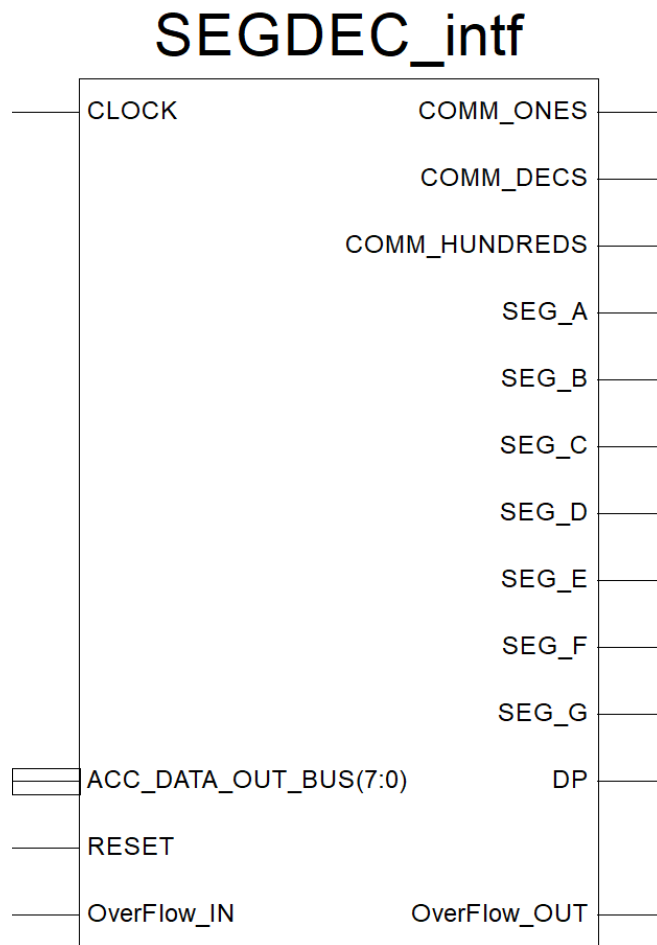 SEGDEC_intf
CLOCK COMM_ONES
COMM_DECS
COMM_HUNDREDS
SEG_A
SEG_B
SEG_C
SEG_D
SEG_E
SEG_F
SEG_G
ACC_DATA_OUT_BUS(7:0) DP
RESET
OverFlow_IN OverFlow_OUT